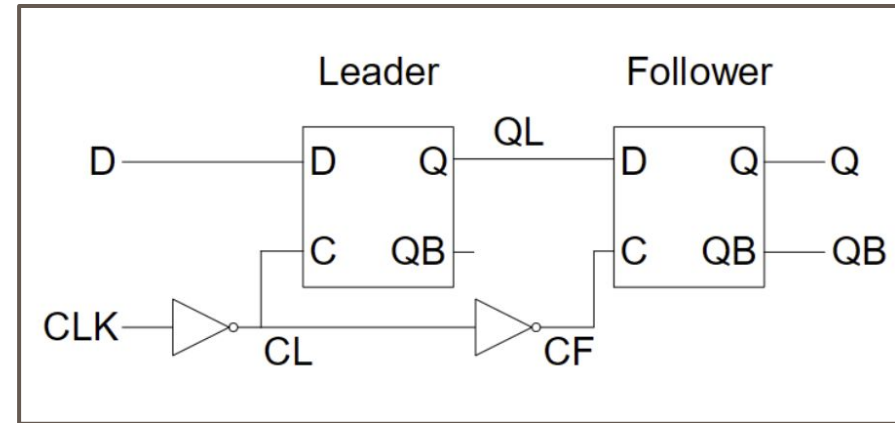 Leader Follower
QL
D D Q D Q Q
C QB C QB QB
CLK
CL CF